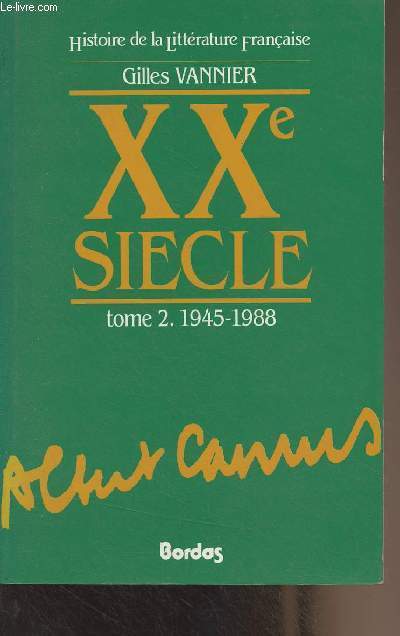 Le-livre.com
Histoire de la Littérature Française
Gilles VANNIER
XXe
SIECLE
tome 2. 1945-1988
Albert Camus
Bordas